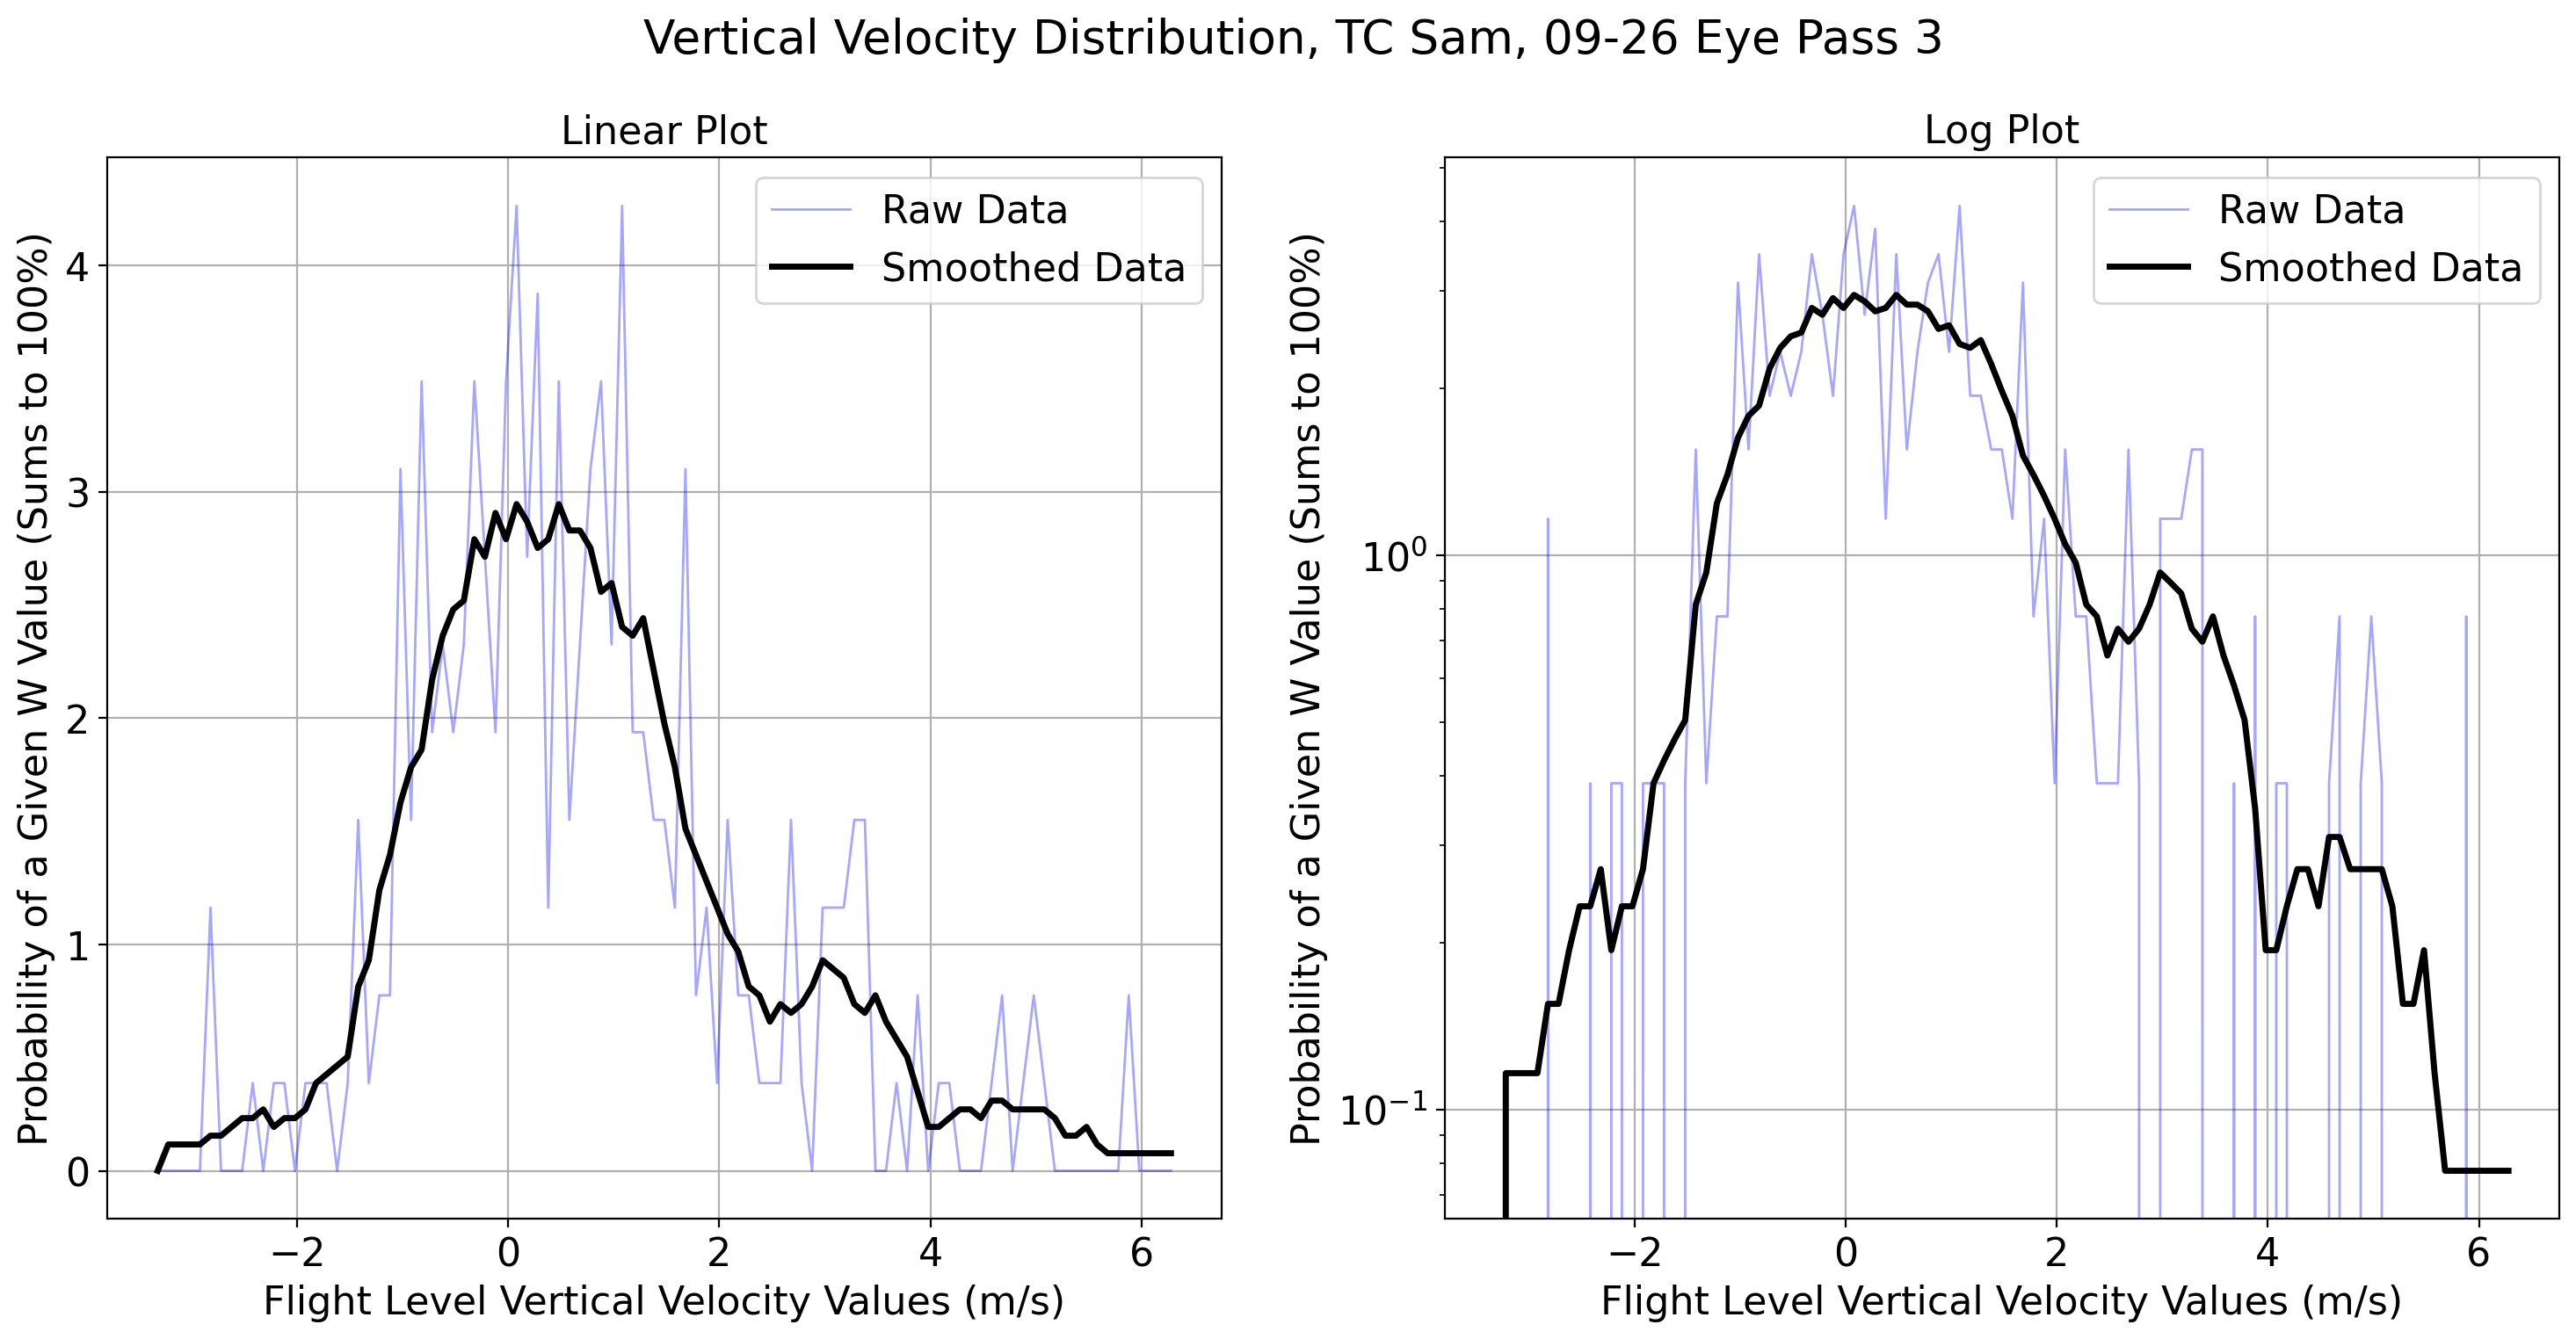 Vertical Velocity Distribution, TC Sam, 09-26 Eye Pass 3
Linear Plot
Raw Data
Smoothed Data
Probability of a Given W Value (Sums to 100%)
4
3
2
1
0
−2 0 2 4 6
Flight Level Vertical Velocity Values (m/s)
Log Plot
Raw Data
Smoothed Data
Probability of a Given W Value (Sums to 100%)
10⁰
10⁻¹
−2 0 2 4 6
Flight Level Vertical Velocity Values (m/s)